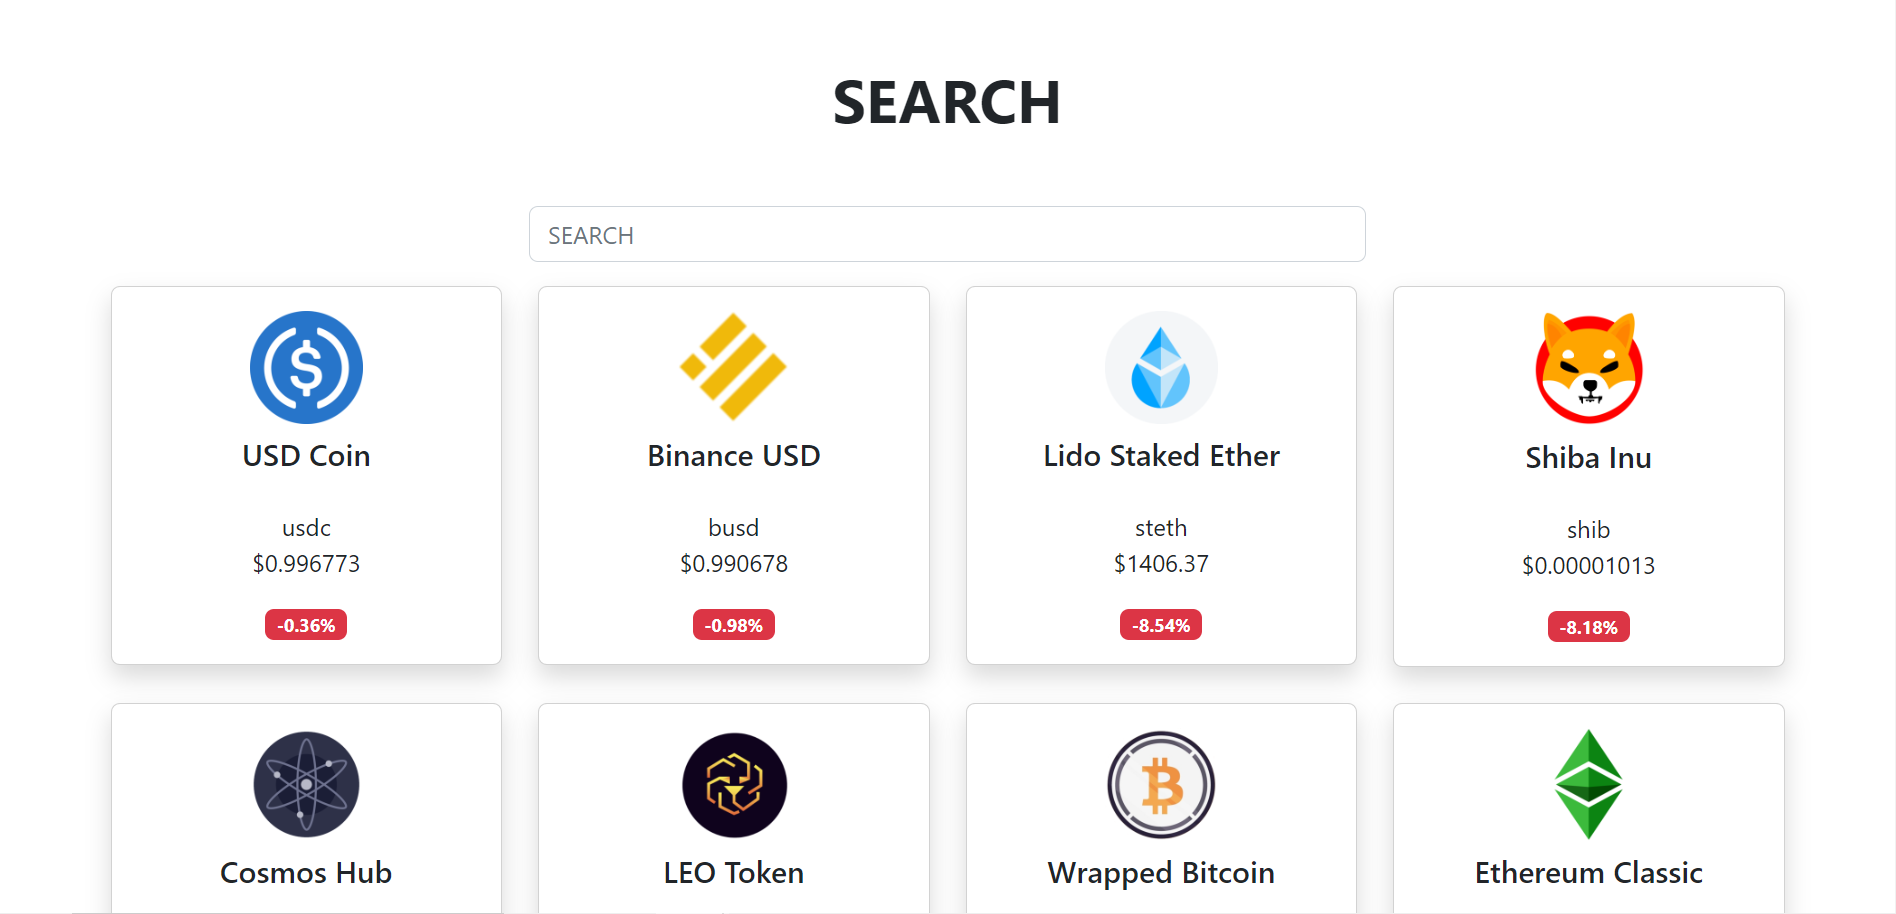 SEARCH
SEARCH
USD Coin
usdc
$0.996773
-0.36%
Binance USD
busd
$0.990678
-0.98%
Lido Staked Ether
steth
$1406.37
-8.54%
Shiba Inu
shib
$0.00001013
-8.18%
Cosmos Hub
LEO Token
Wrapped Bitcoin
Ethereum Classic